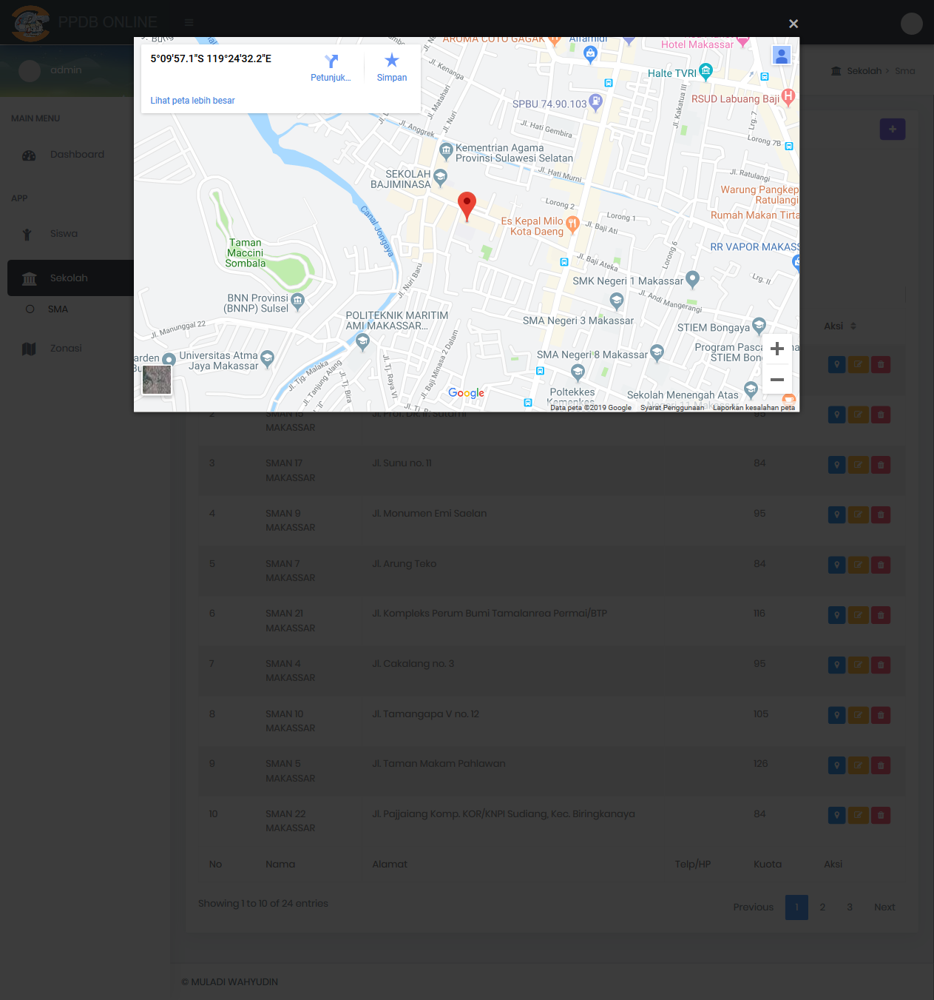 PPDB ONLINE
×
admin
Sekolah > Sma
MAIN MENU
Dashboard
APP
Siswa
Sekolah
SMA
Zonasi
5°09'57.1"S 119°24'32.2"E
Petunjuk...
Simpan
Lihat peta lebih besar
AROMA COTO GAGAK
Alfamidi
Hotel Makassar
Jl. Kenanga
Jl. Matahari
Jl. Nuri
Halte TVRI
Jl. Kakatua III
RSUD Labuang Baji
SPBU 74.90.103
Lrg. 7
Jl. Anggrek
Jl. Hati Gembira
Lorong 7B
Kementrian Agama
Provinsi Sulawesi Selatan
SEKOLAH
BAJIMINASA
Jl. Hati Murni
Jl. Ratulangi
Warung Pangkep
Ratulangi
Lorong 2
Canal Jongaya
Es Kepal Milo
Kota Daeng
Lorong 1
Rumah Makan Tirta
Jl. Baji Ati
Taman
Maccini
Sombala
Lorong 6
RR VAPOR MAKASS
Jl. Baji Ateka
Jl. Nuri Baru
SMK Negeri 1 Makassar
Lrg. II
BNN Provinsi
(BNNP) Sulsel
Jl. Andi Mangerangi
POLITEKNIK MARITIM
AMI MAKASSAR...
SMA Negeri 3 Makassar
STIEM Bongaya
Jl. Manunggal 22
Jl. Baji Minasa 2 Dalam
Universitas Atma
Jaya Makassar
SMA Negeri 8 Makassar
Program Pasca
STIEM Bon
arden
Bu
Jl. Tjg. Malaka
Jl. Tanjung Alang
Jl. Tj. Raya VI
Jl. Tj. Bira
Google
Poltekkes
Kemenkes
Sekolah Menengah Atas
Negeri 11 Makassar
Data peta ©2019 Google
Syarat Penggunaan
Laporkan kesalahan peta
Aksi
2 SMAN 15 Jl. Prof. DR. Ir. Sutami 95
MAKASSAR
3 SMAN 17 Jl. Sunu no. 11 84
MAKASSAR
4 SMAN 9 Jl. Monumen Emi Saelan 95
MAKASSAR
5 SMAN 7 Jl. Arung Teko 84
MAKASSAR
6 SMAN 21 Jl. Kompleks Perum Bumi Tamalanrea Permai/BTP 116
MAKASSAR
7 SMAN 4 Jl. Cakalang no. 3 95
MAKASSAR
8 SMAN 10 Jl. Tamangapa V no. 12 105
MAKASSAR
9 SMAN 5 Jl. Taman Makam Pahlawan 126
MAKASSAR
10 SMAN 22 Jl. Pajjaiang Komp. KOR/KNPI Sudiang, Kec. Biringkanaya 84
MAKASSAR
No Nama Alamat Telp/HP Kuota Aksi
Showing 1 to 10 of 24 entries
Previous 1 2 3 Next
© MULADI WAHYUDIN